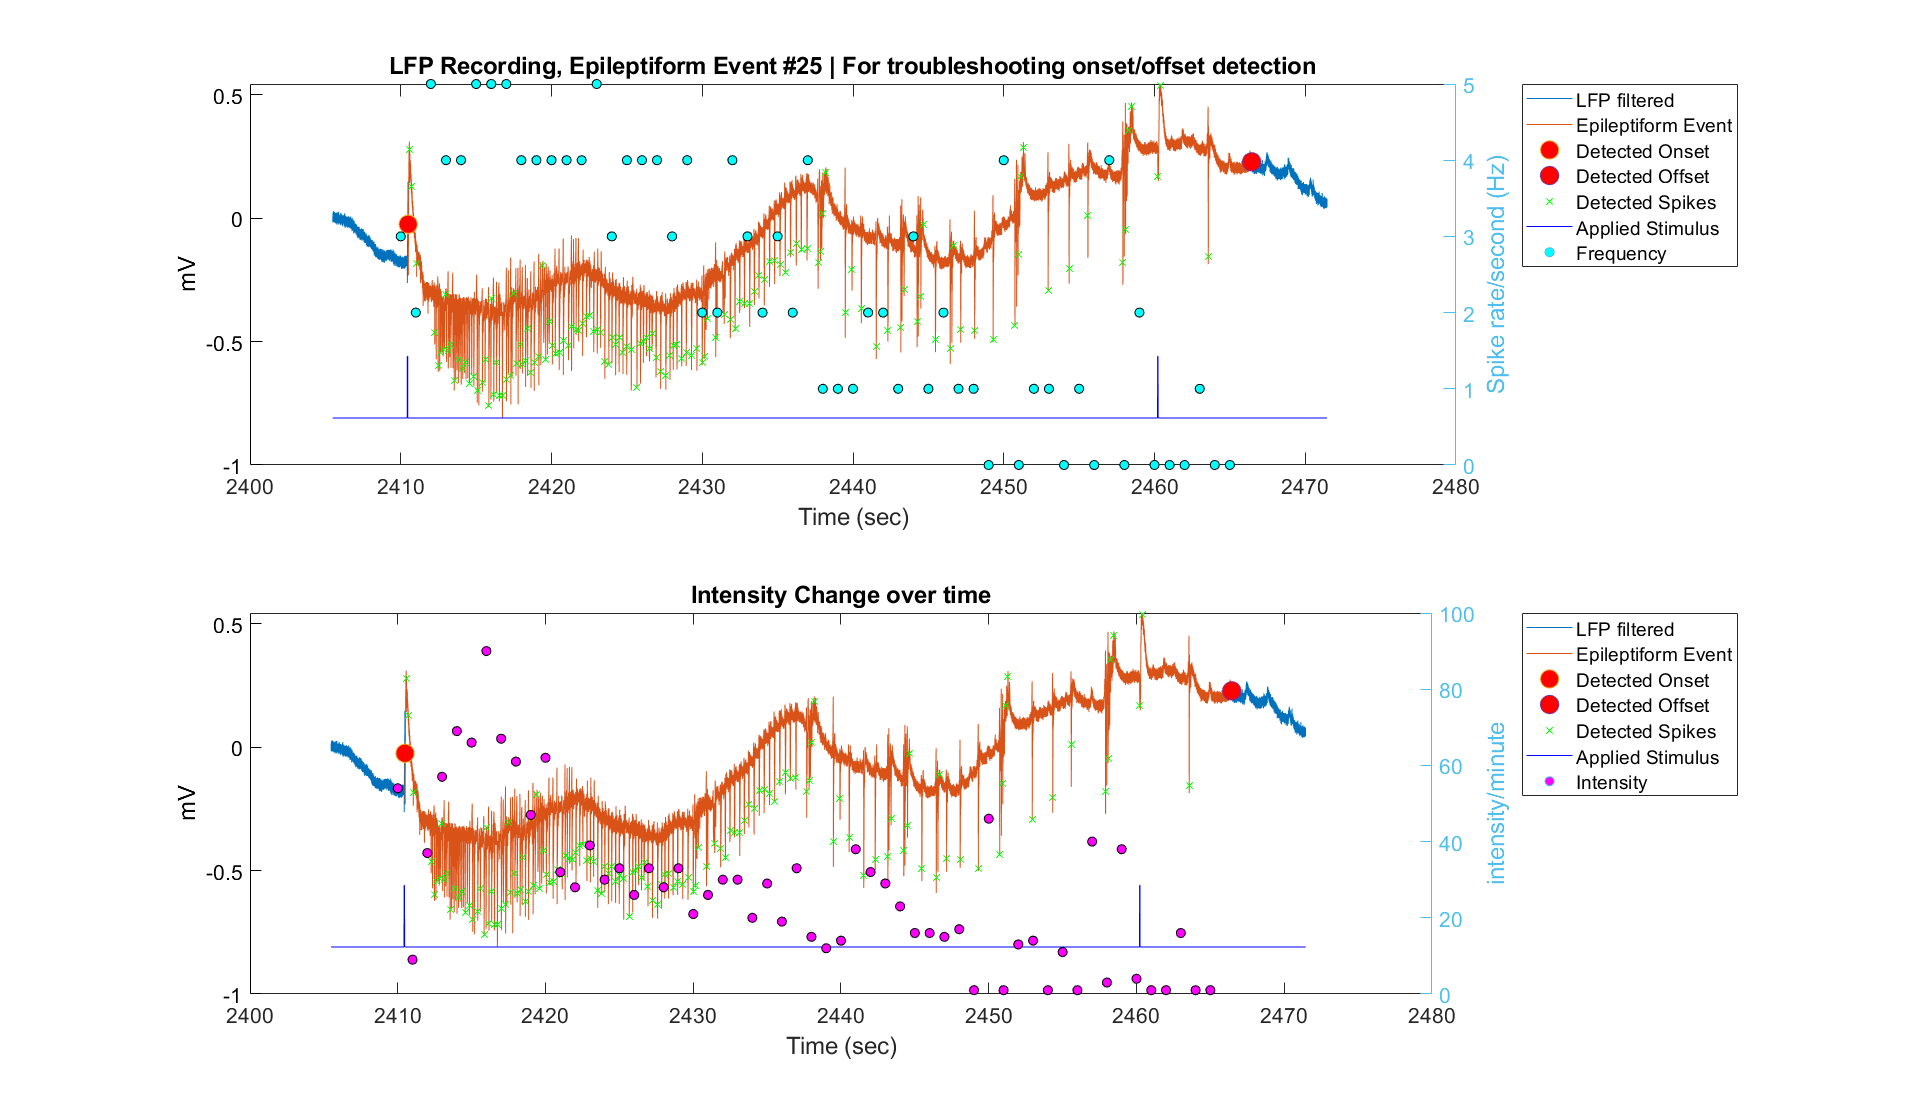 LFP Recording, Epileptiform Event #25 | For troubleshooting onset/offset detection
0.5
0
-0.5
-1
mV
2400 2410 2420 2430 2440 2450 2460 2470 2480
Time (sec)
5
4
3
2
1
0
Spike rate/second (Hz)
LFP filtered
Epileptiform Event
Detected Onset
Detected Offset
Detected Spikes
Applied Stimulus
Frequency
Intensity Change over time
0.5
0
-0.5
-1
mV
2400 2410 2420 2430 2440 2450 2460 2470 2480
Time (sec)
100
80
60
40
20
0
intensity/minute
LFP filtered
Epileptiform Event
Detected Onset
Detected Offset
Detected Spikes
Applied Stimulus
Intensity